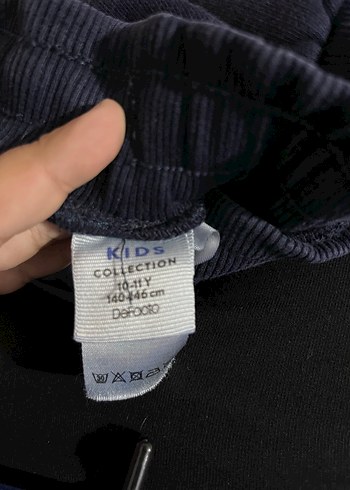 KIDS
COLLECTION
10-11 Y
140-146 cm
DeFacto